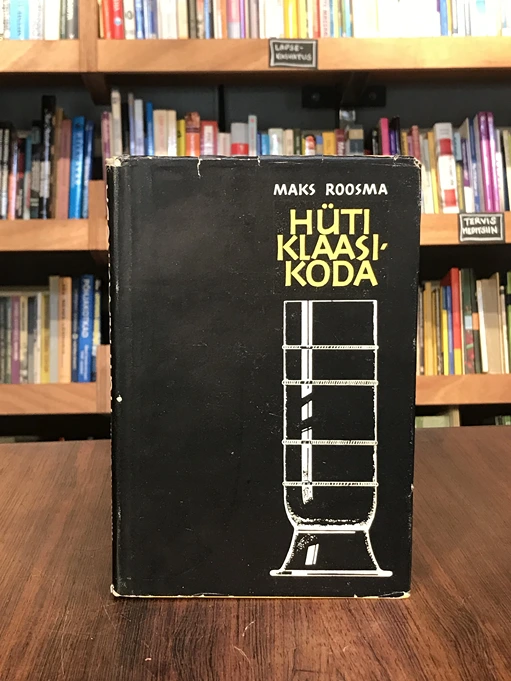 LAPSE-
KASVATUS
MAKS ROOSMA
HÜTI
KLAASI-
KODA
TERVIS
MEDITSIIN